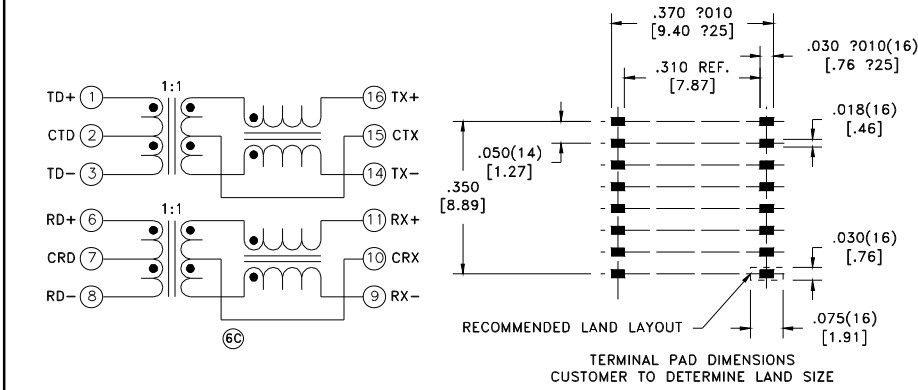 1:1
TD+ 1
CTD 2
TD- 3
16 TX+
15 CTX
14 TX-
1:1
RD+ 6
CRD 7
RD- 8
11 RX+
10 CRX
9 RX-
6C
.370 ?010
[9.40 ?25]
.030 ?010(16)
[.76 ?25]
.310 REF.
[7.87]
.018(16)
[.46]
.050(14)
[1.27]
.350
[8.89]
.030(16)
[.76]
RECOMMENDED LAND LAYOUT
.075(16)
[1.91]
TERMINAL PAD DIMENSIONS
CUSTOMER TO DETERMINE LAND SIZE